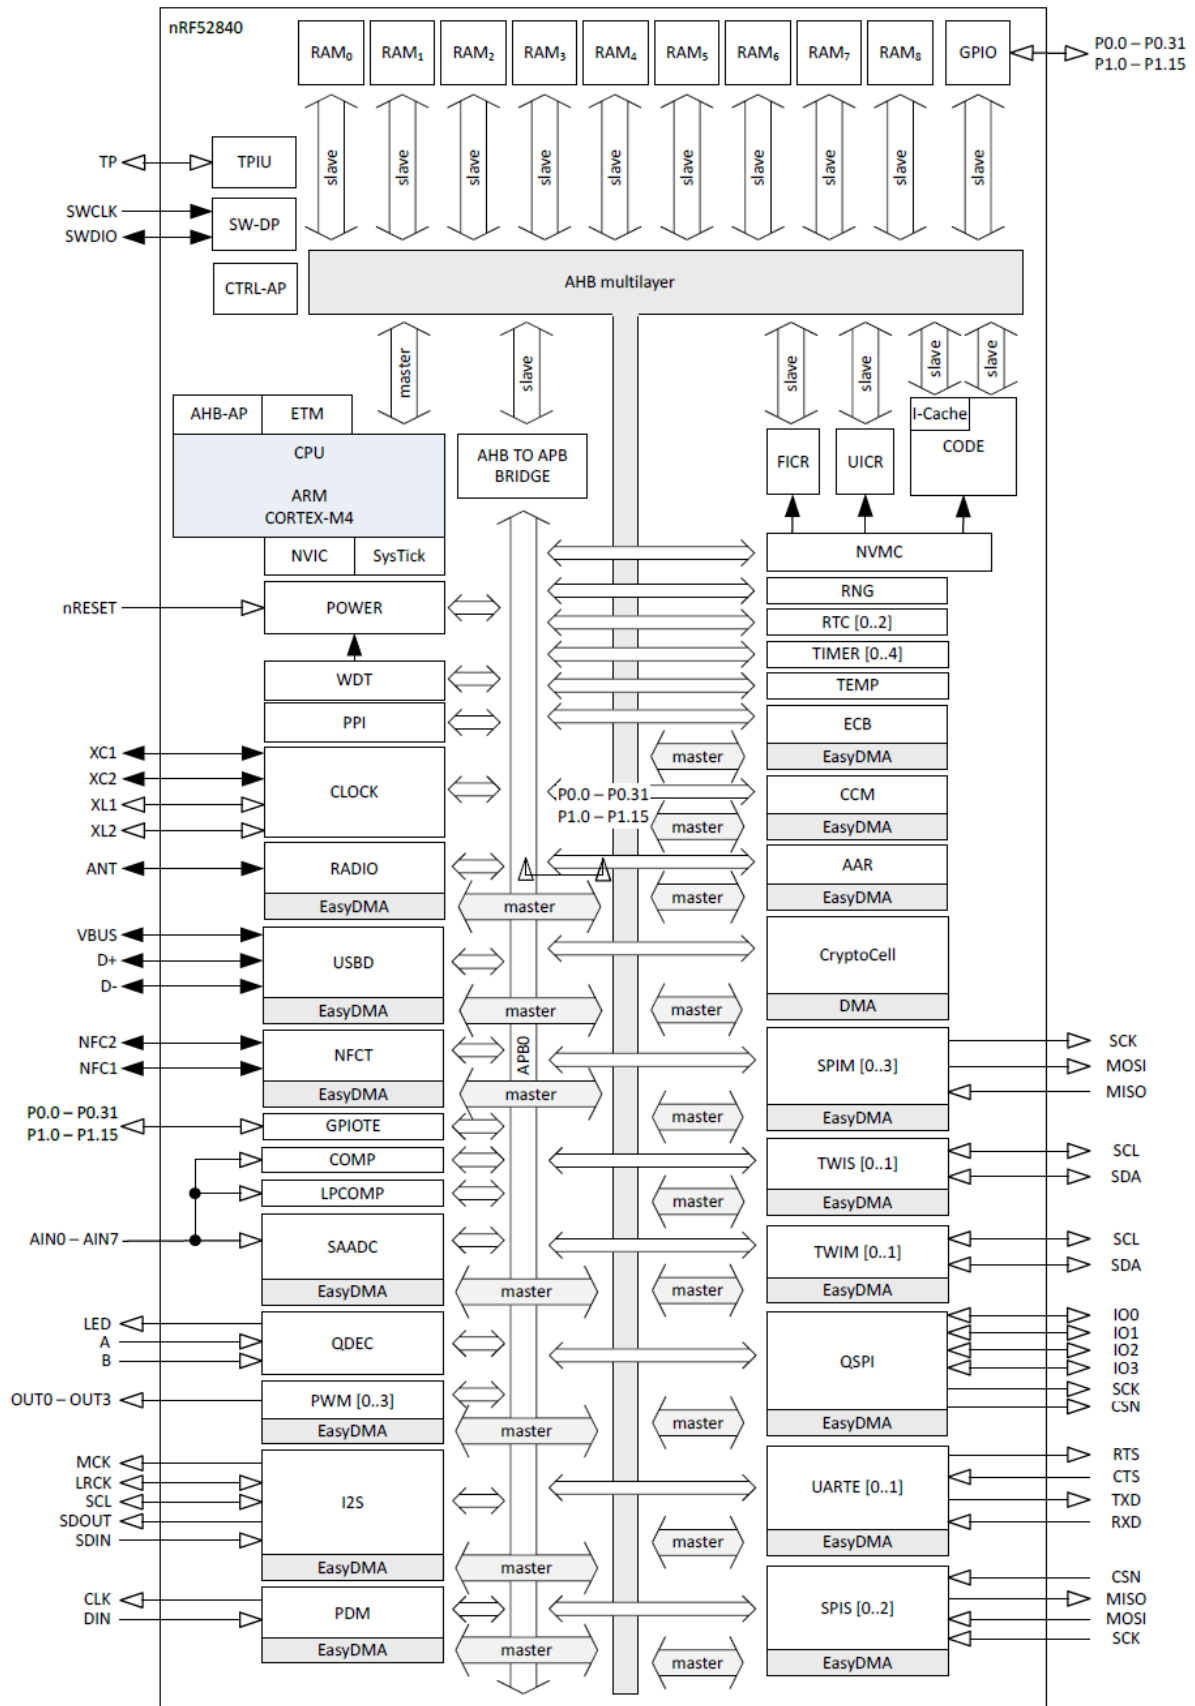 nRF52840
RAM0 RAM1 RAM2 RAM3 RAM4 RAM5 RAM6 RAM7 RAM8 GPIO
P0.0 – P0.31
P1.0 – P1.15
slave slave slave slave slave slave slave slave slave slave
TP TPIU
SWCLK
SWDIO
SW-DP
CTRL-AP
AHB multilayer
master slave slave slave slave slave
AHB-AP ETM
CPU
ARM
CORTEX-M4
NVIC SysTick
AHB TO APB
BRIDGE
FICR UICR
I-Cache
CODE
NVMC
nRESET POWER
RNG
RTC [0..2]
TIMER [0..4]
WDT
TEMP
PPI
ECB
master EasyDMA
XC1
XC2
XL1
XL2
CLOCK
P0.0 – P0.31
P1.0 – P1.15
CCM
master EasyDMA
ANT RADIO
AAR
EasyDMA master
master EasyDMA
VBUS
D+
D-
USBD
CryptoCell
EasyDMA master
master DMA
NFC2
NFC1
NFCT
APB0
EasyDMA master
SPIM [0..3]
SCK
MOSI
MISO
master EasyDMA
P0.0 – P0.31
P1.0 – P1.15
GPIOTE
COMP
LPCOMP
TWIS [0..1]
SCL
SDA
master EasyDMA
AIN0 – AIN7 SAADC
EasyDMA master
TWIM [0..1]
SCL
SDA
master EasyDMA
LED
A
B
QDEC
QSPI
IO0
IO1
IO2
IO3
SCK
CSN
master EasyDMA
OUT0 – OUT3 PWM [0..3]
EasyDMA master
MCK
LRCK
SCL
SDOUT
SDIN
I2S
EasyDMA master
UARTE [0..1]
RTS
CTS
TXD
RXD
master EasyDMA
CLK
DIN
PDM
EasyDMA master
SPIS [0..2]
CSN
MISO
MOSI
SCK
master EasyDMA